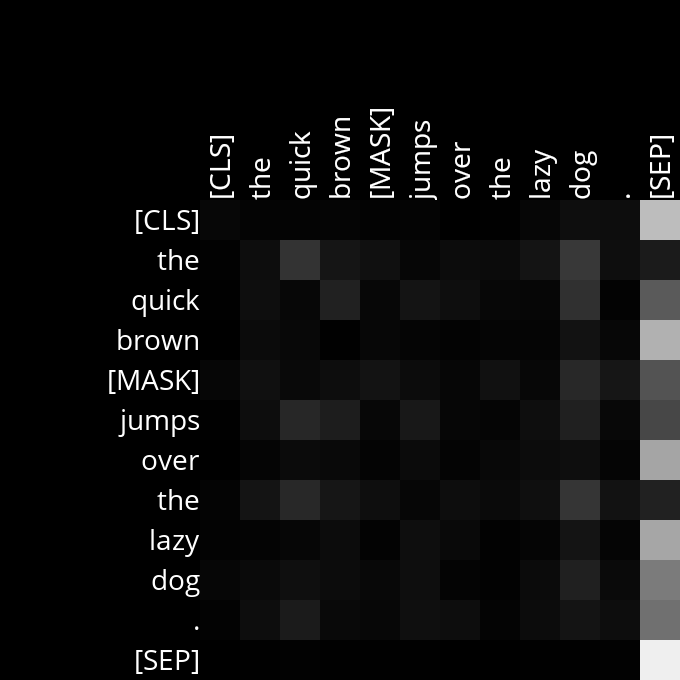 [CLS] the quick brown [MASK] jumps over the lazy dog . [SEP]
[CLS]
the
quick
brown
[MASK]
jumps
over
the
lazy
dog
.
[SEP]